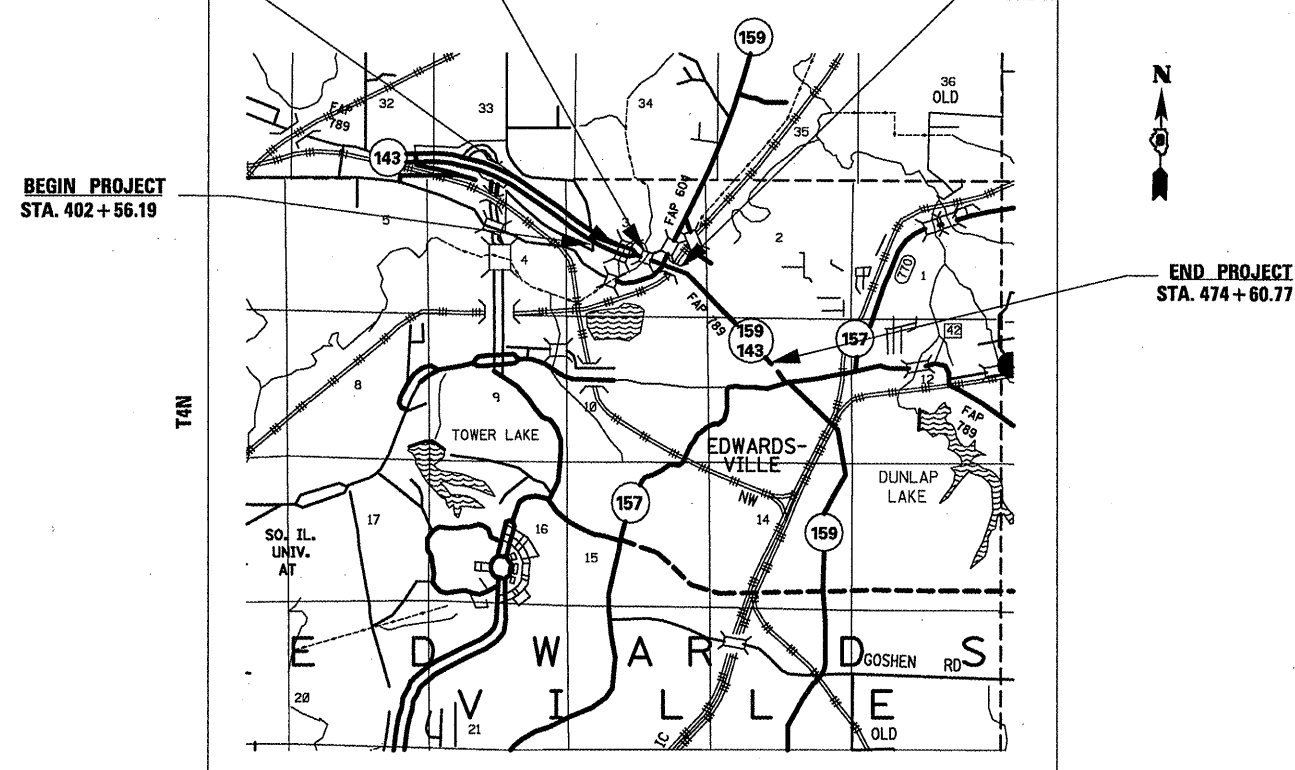 159
N
36
OLD
32
33
34
FAP
789
35
143
BEGIN PROJECT
STA. 402+56.19
FAP 604
3
5
2
4
1
770
END PROJECT
STA. 474+60.77
FAP 789
159
143
157
42
8
T4N
9
10
12
FAP
789
TOWER LAKE
EDWARDS-
VILLE
DUNLAP
LAKE
NW
157
17
16
14
159
SO. IL.
UNIV.
AT
15
E D W A R D S
GOSHEN RD
20
V I L L E
21
IC
OLD